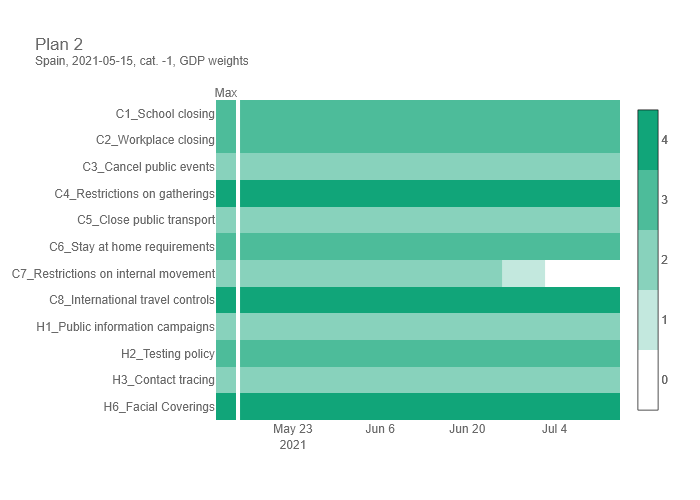 Plan 2
Spain, 2021-05-15, cat. -1, GDP weights
Max
C1_School closing
C2_Workplace closing
C3_Cancel public events
C4_Restrictions on gatherings
C5_Close public transport
C6_Stay at home requirements
C7_Restrictions on internal movement
C8_International travel controls
H1_Public information campaigns
H2_Testing policy
H3_Contact tracing
H6_Facial Coverings
May 23 Jun 6 Jun 20 Jul 4
2021
4
3
2
1
0